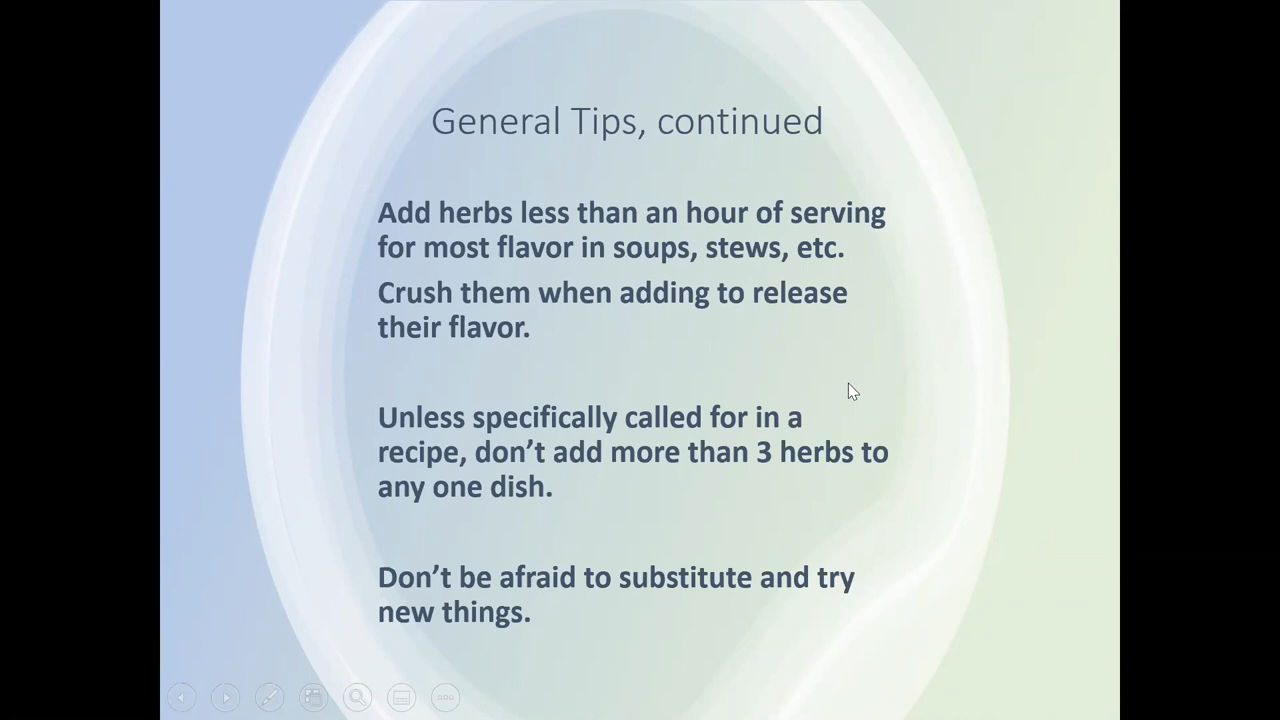 General Tips, continued
Add herbs less than an hour of serving
for most flavor in soups, stews, etc.
Crush them when adding to release
their flavor.
Unless specifically called for in a
recipe, don’t add more than 3 herbs to
any one dish.
Don’t be afraid to substitute and try
new things.